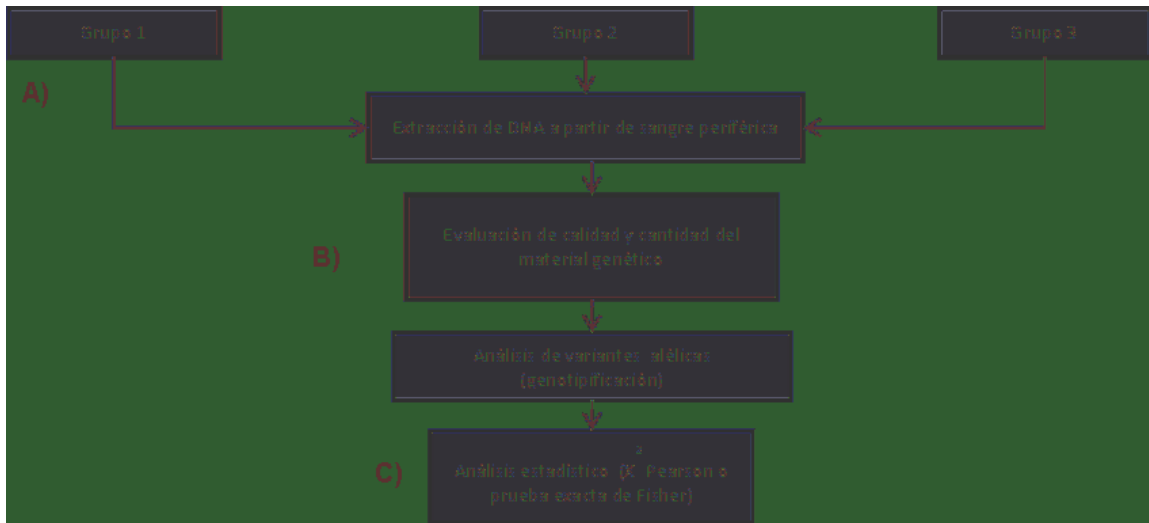 Grupo 1
Grupo 2
Grupo 3
A)
Extracción de DNA a partir de sangre periférica
Evaluación de calidad y cantidad del
material genético
B)
Análisis de variantes alélicas
(genotipificación)
C)
Análisis estadístico (X² Pearson o
prueba exacta de Fisher)